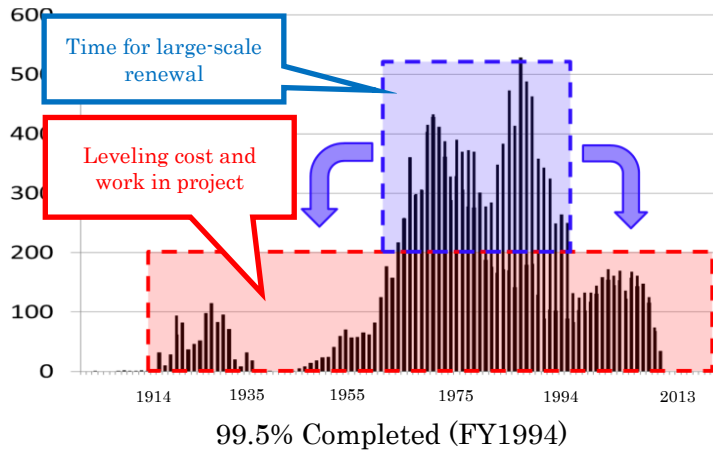 600
Time for large-scale
renewal
500
400
Leveling cost and
work in project
300
200
100
0
1914 1935 1955 1975 1994 2013
99.5% Completed (FY1994)